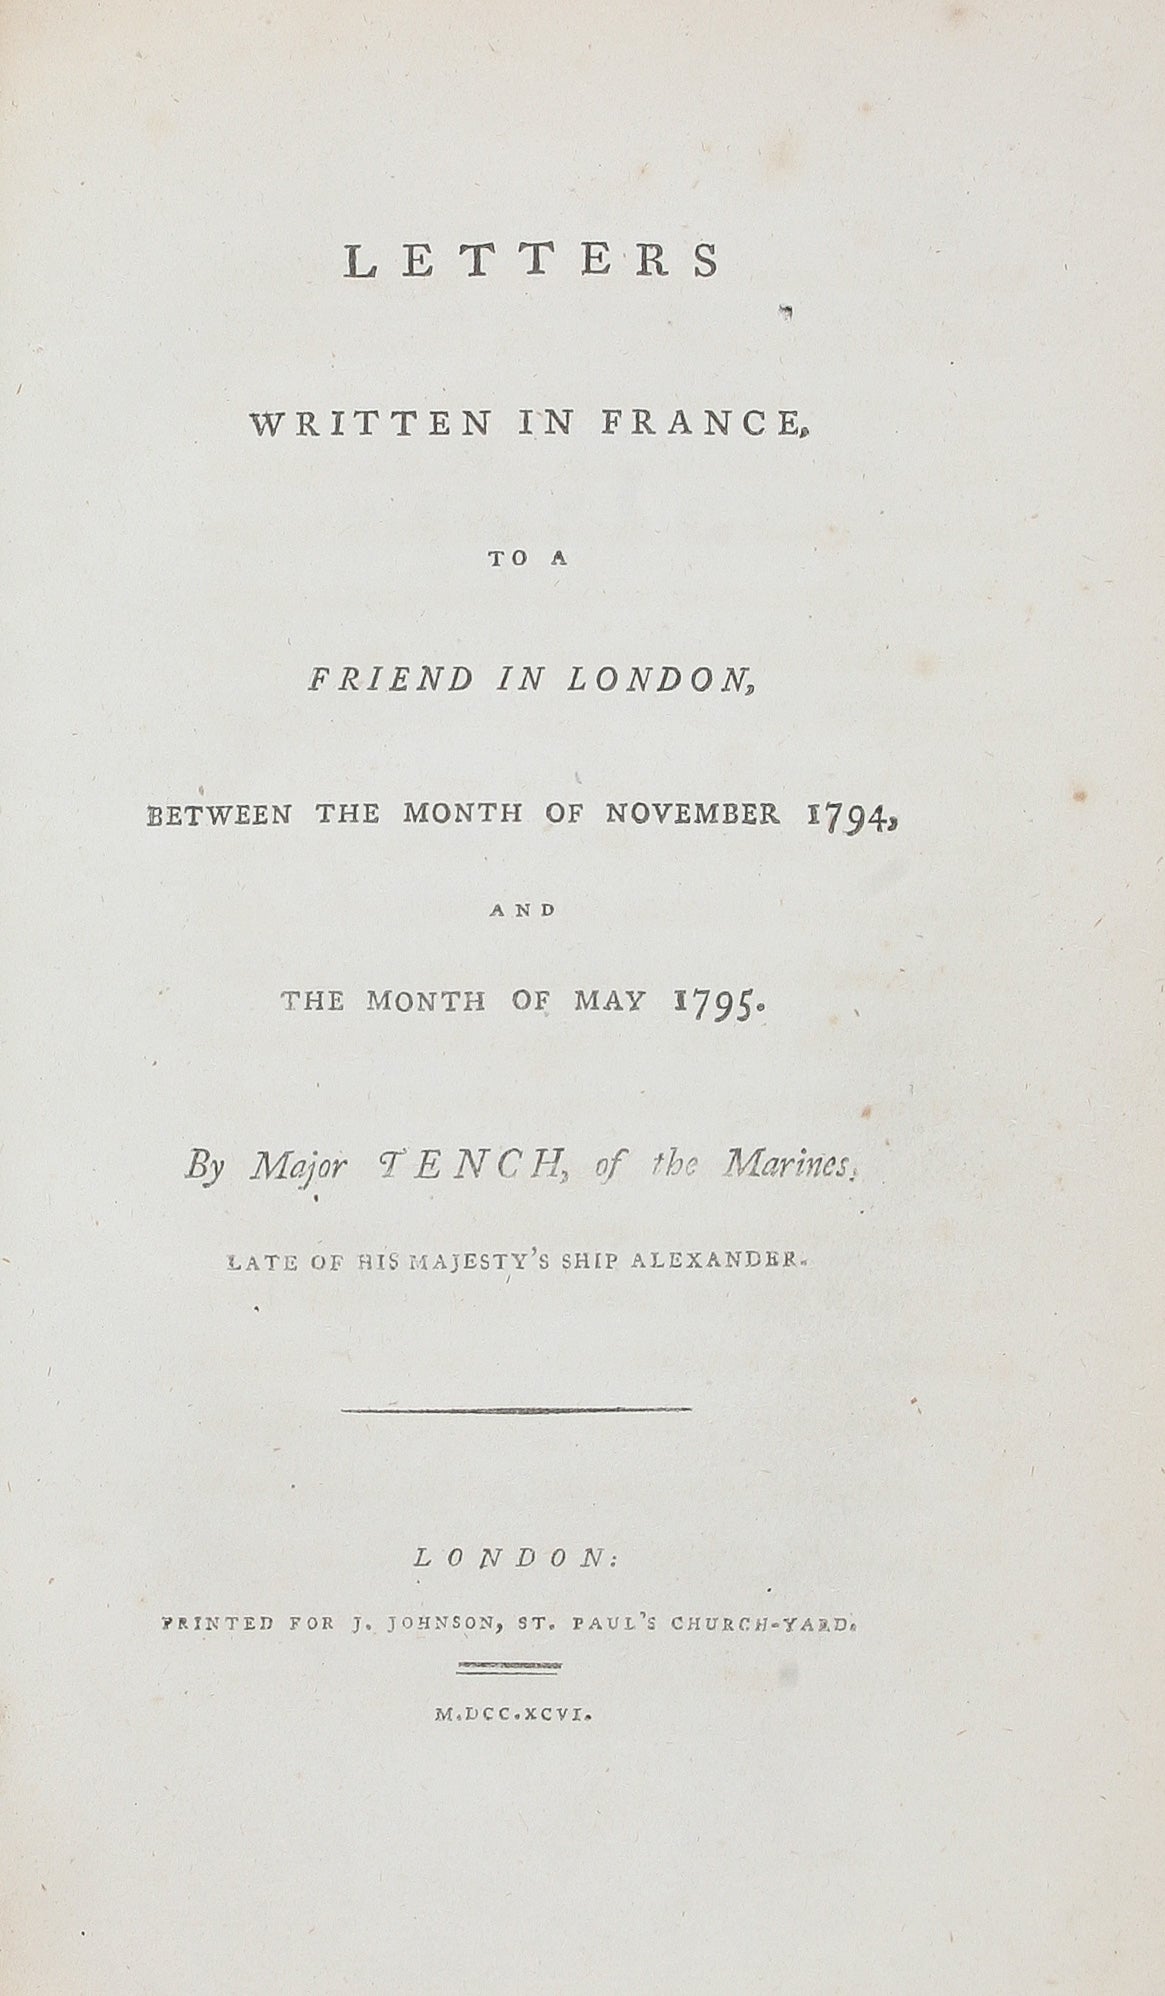 LETTERS
WRITTEN IN FRANCE,
TO A
FRIEND IN LONDON,
BETWEEN THE MONTH OF NOVEMBER 1794,
AND
THE MONTH OF MAY 1795.
By Major TENCH, of the Marines,
LATE OF HIS MAJESTY'S SHIP ALEXANDER.
LONDON:
PRINTED FOR J. JOHNSON, ST. PAUL'S CHURCH-YARD.
M.DCC.XCVI.